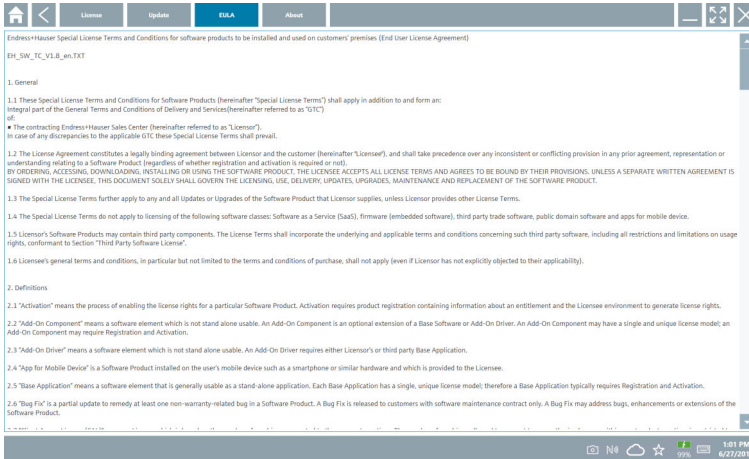 License Update EULA About
Endress+Hauser Special License Terms and Conditions for software products to be installed and used on customers' premises (End User License Agreement)
EH_SW_TC_V1.8_en.TXT
1. General
1.1 These Special License Terms and Conditions for Software Products (hereinafter "Special License Terms") shall apply in addition to and form an:
Integral part of the General Terms and Conditions of Delivery and Services(hereinafter referred to as "GTC")
of:
▪ The contracting Endress+Hauser Sales Center (hereinafter referred to as "Licensor").
In case of any discrepancies to the applicable GTC these Special License Terms shall prevail.
1.2 The License Agreement constitutes a legally binding agreement between Licensor and the customer (hereinafter "Licensee"), and shall take precedence over any inconsistent or conflicting provision in any prior agreement, representation or
understanding relating to a Software Product (regardless of whether registration and activation is required or not).
BY ORDERING, ACCESSING, DOWNLOADING, INSTALLING OR USING THE SOFTWARE PRODUCT, THE LICENSEE ACCEPTS ALL LICENSE TERMS AND AGREES TO BE BOUND BY THEIR PROVISIONS. UNLESS A SEPARATE WRITTEN AGREEMENT IS
SIGNED WITH THE LICENSEE, THIS DOCUMENT SOLELY SHALL GOVERN THE LICENSING, USE, DELIVERY, UPDATES, UPGRADES, MAINTENANCE AND REPLACEMENT OF THE SOFTWARE PRODUCT.
1.3 The Special License Terms further apply to any and all Updates or Upgrades of the Software Product that Licensor supplies, unless Licensor provides other License Terms.
1.4 The Special License Terms do not apply to licensing of the following software classes: Software as a Service (SaaS), firmware (embedded software), third party trade software, public domain software and apps for mobile device.
1.5 Licensor's Software Products may contain third party components. The License Terms shall incorporate the underlying and applicable terms and conditions concerning such third party software, including all restrictions and limitations on usage
rights, conformant to Section "Third Party Software License".
1.6 Licensee's general terms and conditions, in particular but not limited to the terms and conditions of purchase, shall not apply (even if Licensor has not explicitly objected to their applicability).
2. Definitions
2.1 "Activation" means the process of enabling the license rights for a particular Software Product. Activation requires product registration containing information about an entitlement and the Licensee environment to generate license rights.
2.2 "Add-On Component" means a software element which is not stand alone usable. An Add-On Component is an optional extension of a Base Software or Add-On Driver. An Add-On Component may have a single and unique license model; an
Add-On Component may require Registration and Activation.
2.3 "Add-On Driver" means a software element which is not stand alone usable. An Add-On Driver requires either Licensor's or third party Base Application.
2.4 "App for Mobile Device" is a Software Product installed on the user's mobile device such as a smartphone or similar hardware and which is provided to the Licensee.
2.5 "Base Application" means a software element that is generally usable as a stand-alone application. Each Base Application has a single, unique license model; therefore a Base Application typically requires Registration and Activation.
2.6 "Bug Fix" is a partial update to remedy at least one non-warranty-related bug in a Software Product. A Bug Fix is released to customers with software maintenance contract only. A Bug Fix may address bugs, enhancements or extensions of the
Software Product.
99%
1:01 PM
6/27/201